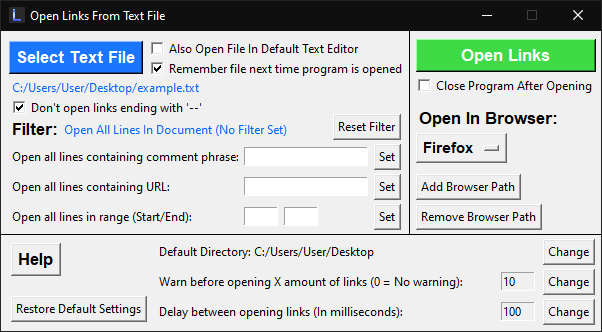 Open Links From Text File
Select Text File
Also Open File In Default Text Editor
Remember file next time program is opened
C:/Users/User/Desktop/example.txt
Don't open links ending with '--'
Filter: Open All Lines In Document (No Filter Set)
Reset Filter
Open all lines containing comment phrase:
Set
Open all lines containing URL:
Set
Open all lines in range (Start/End):
Set
Open Links
Close Program After Opening
Open In Browser:
Firefox
Add Browser Path
Remove Browser Path
Help
Restore Default Settings
Default Directory: C:/Users/User/Desktop
Change
Warn before opening X amount of links (0 = No warning):
10
Change
Delay between opening links (In milliseconds):
100
Change